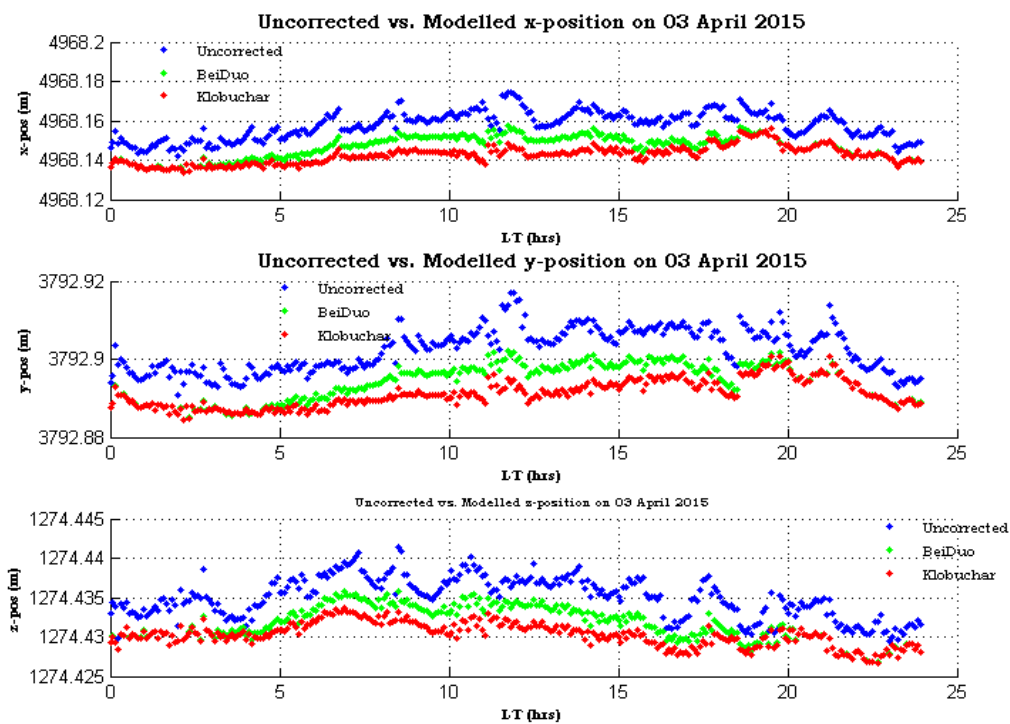 Uncorrected vs. Modelled x-position on 03 April 2015
4968.2
4968.18
4968.16
4968.14
4968.12
x-pos (m)
Uncorrected
BeiDuo
Klobuchar
0 5 10 15 20 25
LT (hrs)
Uncorrected vs. Modelled y-position on 03 April 2015
3792.92
3792.9
3792.88
y-pos (m)
Uncorrected
BeiDuo
Klobuchar
0 5 10 15 20 25
LT (hrs)
Uncorrected vs. Modelled z-position on 03 April 2015
1274.445
1274.44
1274.435
1274.43
1274.425
z-pos (m)
Uncorrected
BeiDuo
Klobuchar
0 5 10 15 20 25
LT (hrs)